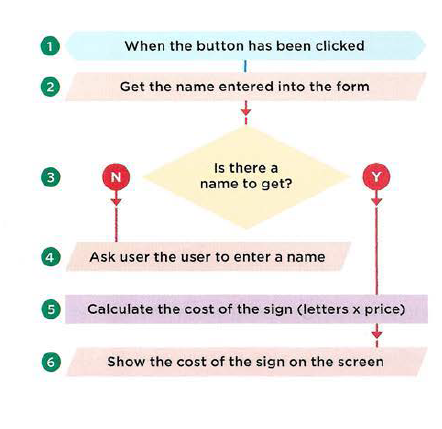 1 When the button has been clicked
2 Get the name entered into the form
Is there a
3 N name to get? Y
4 Ask user the user to enter a name
5 Calculate the cost of the sign (letters x price)
6 Show the cost of the sign on the screen